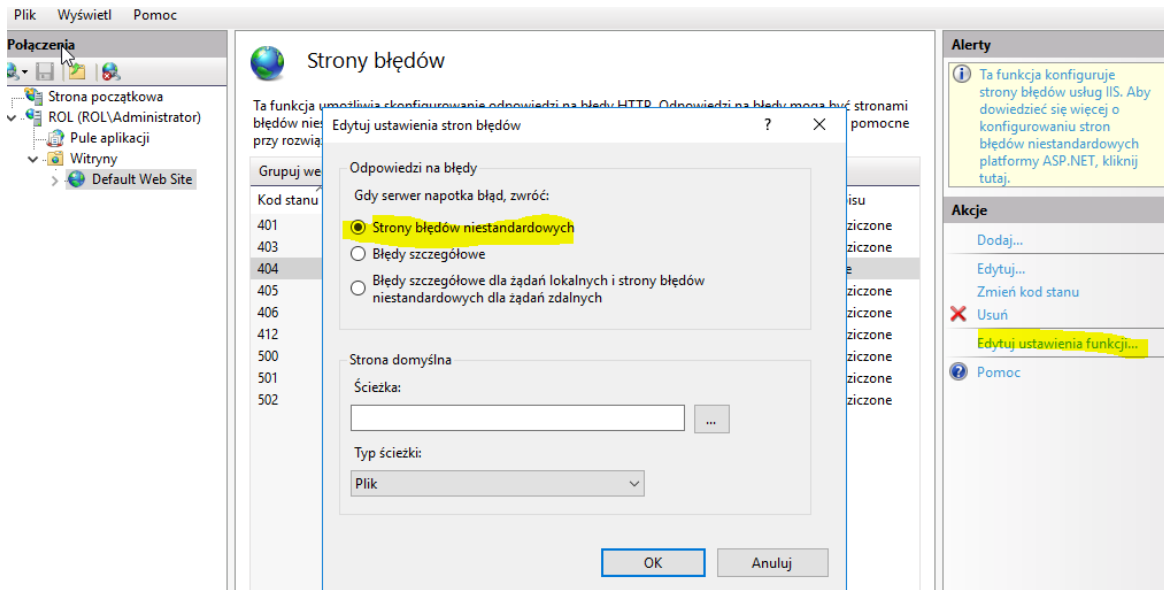 Plik Wyświetl Pomoc
Połączenia
Strona początkowa
ROL (ROL\Administrator)
Pule aplikacji
Witryny
Default Web Site
Strony błędów
Ta funkcja umożliwia skonfigurowanie odpowiedzi na błędy HTTP. Odpowiedzi na błędy mogą być stronami
błędów nies pomocne
przy rozwią
Grupuj we
Kod stanu isu
401 ziczone
403 ziczone
404 e
405 ziczone
406 ziczone
412 ziczone
500 ziczone
501 ziczone
502 ziczone
Edytuj ustawienia stron błędów ?
Odpowiedzi na błędy
Gdy serwer napotka błąd, zwróć:
Strony błędów niestandardowych
Błędy szczegółowe
Błędy szczegółowe dla żądań lokalnych i strony błędów
niestandardowych dla żądań zdalnych
Strona domyślna
Ścieżka:
...
Typ ścieżki:
Plik
OK Anuluj
Alerty
Ta funkcja konfiguruje
strony błędów usług IIS. Aby
dowiedzieć się więcej o
konfigurowaniu stron
błędów niestandardowych
platformy ASP.NET, kliknij
tutaj.
Akcje
Dodaj...
Edytuj...
Zmień kod stanu
Usuń
Edytuj ustawienia funkcji...
Pomoc